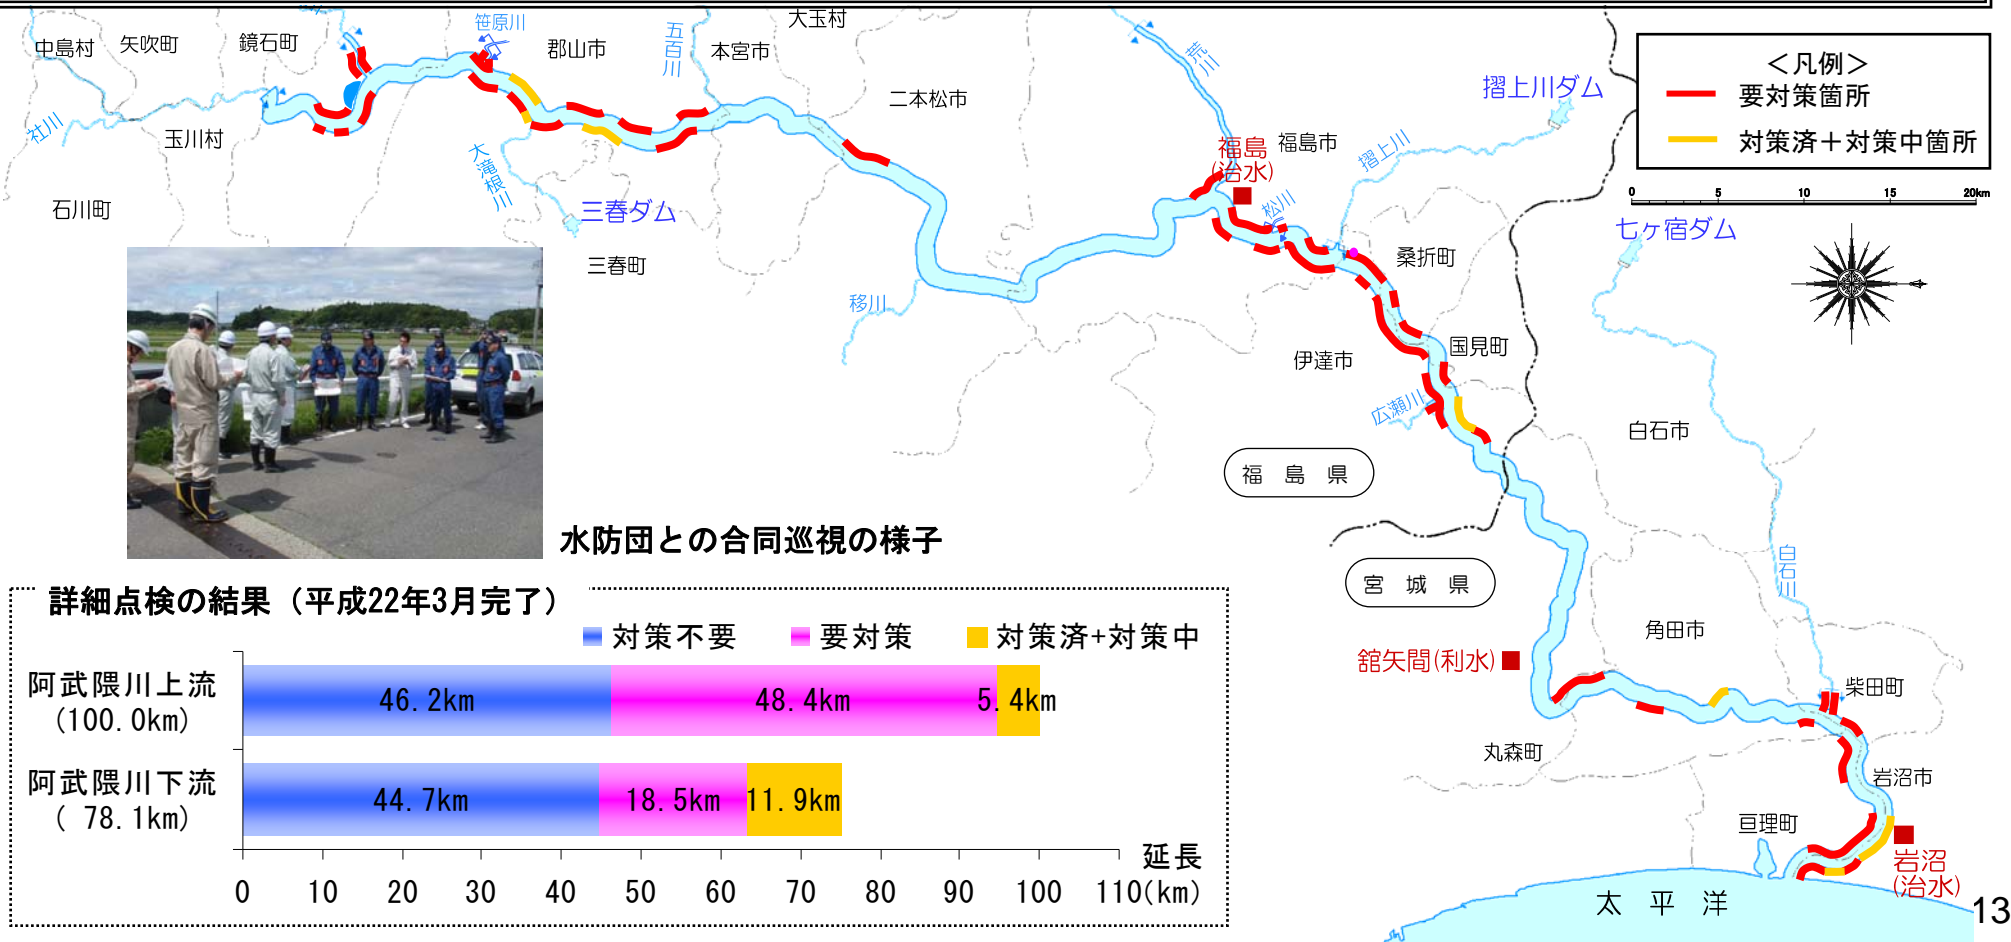 中島村
矢吹町
鏡石町
笹原川
郡山市
五百川
本宮市
大玉村
二本松市
荒川
摺上川ダム
<凡例>
要対策箇所
対策済+対策中箇所
0 5 10 15 20km
社川
玉川村
石川町
大滝根川
三春ダム
三春町
移川
福島
(治水)
福島市
摺上川
松川
桑折町
七ヶ宿ダム
国見町
伊達市
広瀬川
白石市
福島県
宮城県
白石川
角田市
舘矢間(利水)
柴田町
丸森町
岩沼市
亘理町
岩沼
(治水)
太平洋
水防団との合同巡視の様子
詳細点検の結果（平成22年3月完了）
対策不要 要対策 対策済+対策中
阿武隈川上流
(100.0km)
46.2km 48.4km 5.4km
阿武隈川下流
( 78.1km)
44.7km 18.5km 11.9km
延長
0 10 20 30 40 50 60 70 80 90 100 110(km)
13